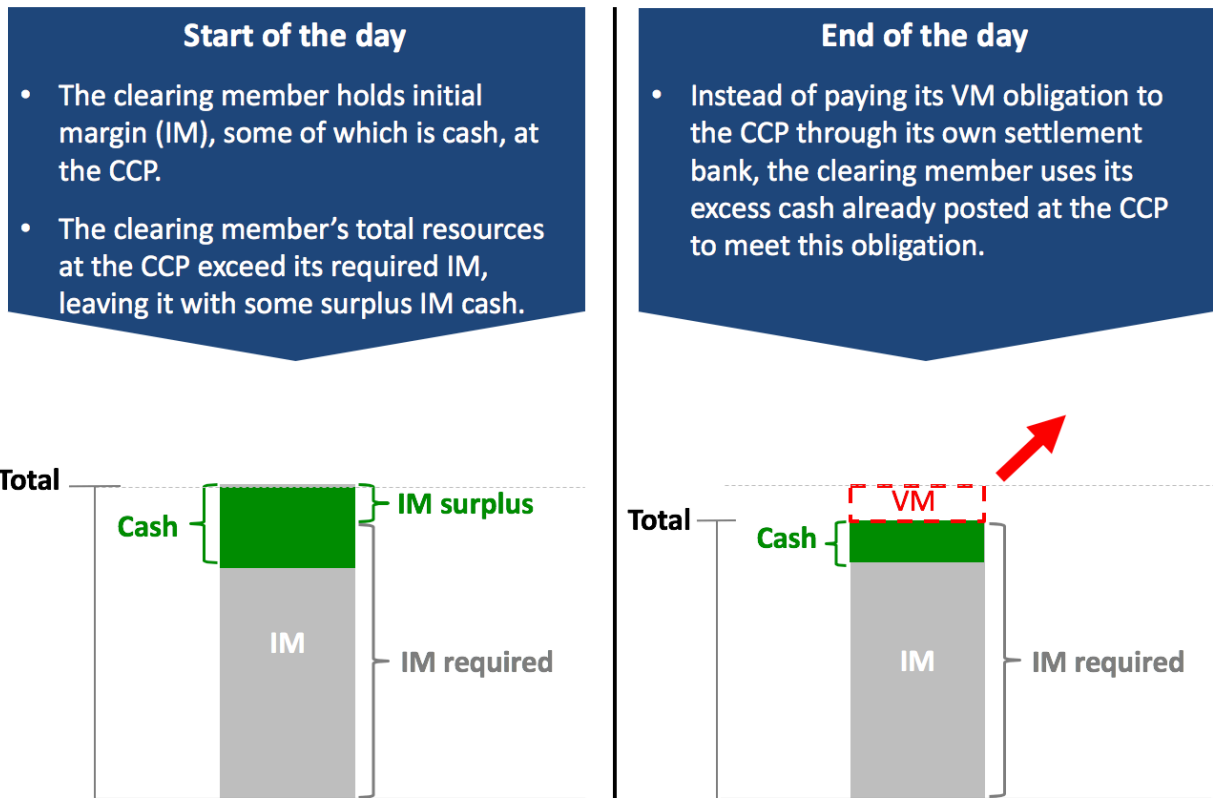 Start of the day
• The clearing member holds initial
margin (IM), some of which is cash, at
the CCP.
• The clearing member’s total resources
at the CCP exceed its required IM,
leaving it with some surplus IM cash.
Total
Cash
IM surplus
IM
IM required
End of the day
• Instead of paying its VM obligation to
the CCP through its own settlement
bank, the clearing member uses its
excess cash already posted at the CCP
to meet this obligation.
VM
Total
Cash
IM
IM required